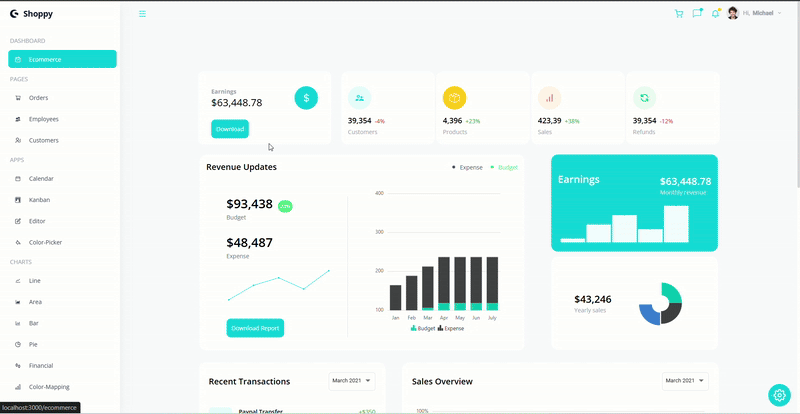 Shoppy
Hi, Michael
DASHBOARD
Ecommerce
PAGES
Orders
Employees
Customers
APPS
Calendar
Kanban
Editor
Color-Picker
CHARTS
Line
Area
Bar
Pie
Financial
Color-Mapping
localhost:3000/ecommerce
Earnings
$63,448.78
$
Download
39,354 -4%
Customers
4,396 +23%
Products
423,39 +38%
Sales
39,354 -12%
Refunds
Revenue Updates
Expense
Budget
$93,438
Budget
$48,487
Expense
Download Report
400
300
200
100
Jan Feb Mar Apr May Jun July
Budget Expense
Earnings
$63,448.78
Monthly revenue
$43,246
Yearly sales
Recent Transactions
March 2021
Paypal Transfer
+$350
Sales Overview
March 2021
100%